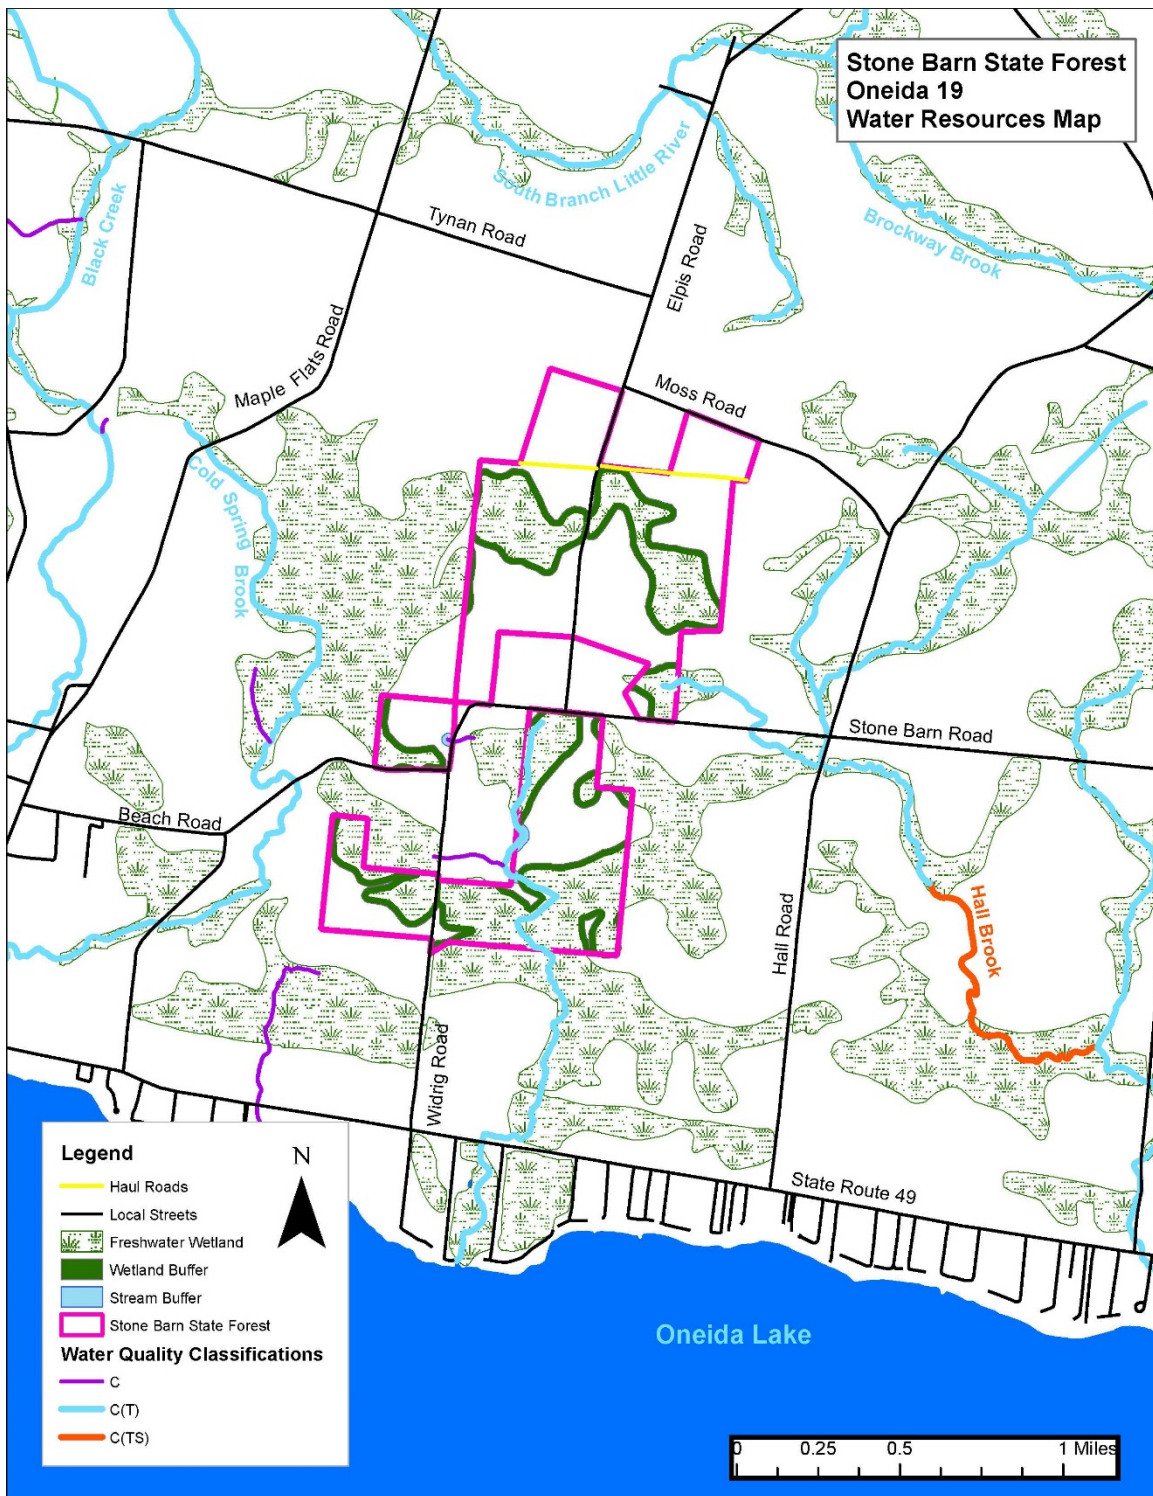 Stone Barn State Forest
Oneida 19
Water Resources Map
South Branch Little River
Black Creek
Tynan Road
Brockway Brook
Elpis Road
Maple Flats Road
Moss Road
Cold Spring Brook
Stone Barn Road
Beach Road
Hall Brook
Hall Road
Widrig Road
State Route 49
Oneida Lake
Legend
N
Haul Roads
Local Streets
Freshwater Wetland
Wetland Buffer
Stream Buffer
Stone Barn State Forest
Water Quality Classifications
C
C(T)
C(TS)
0 0.25 0.5 1 Miles